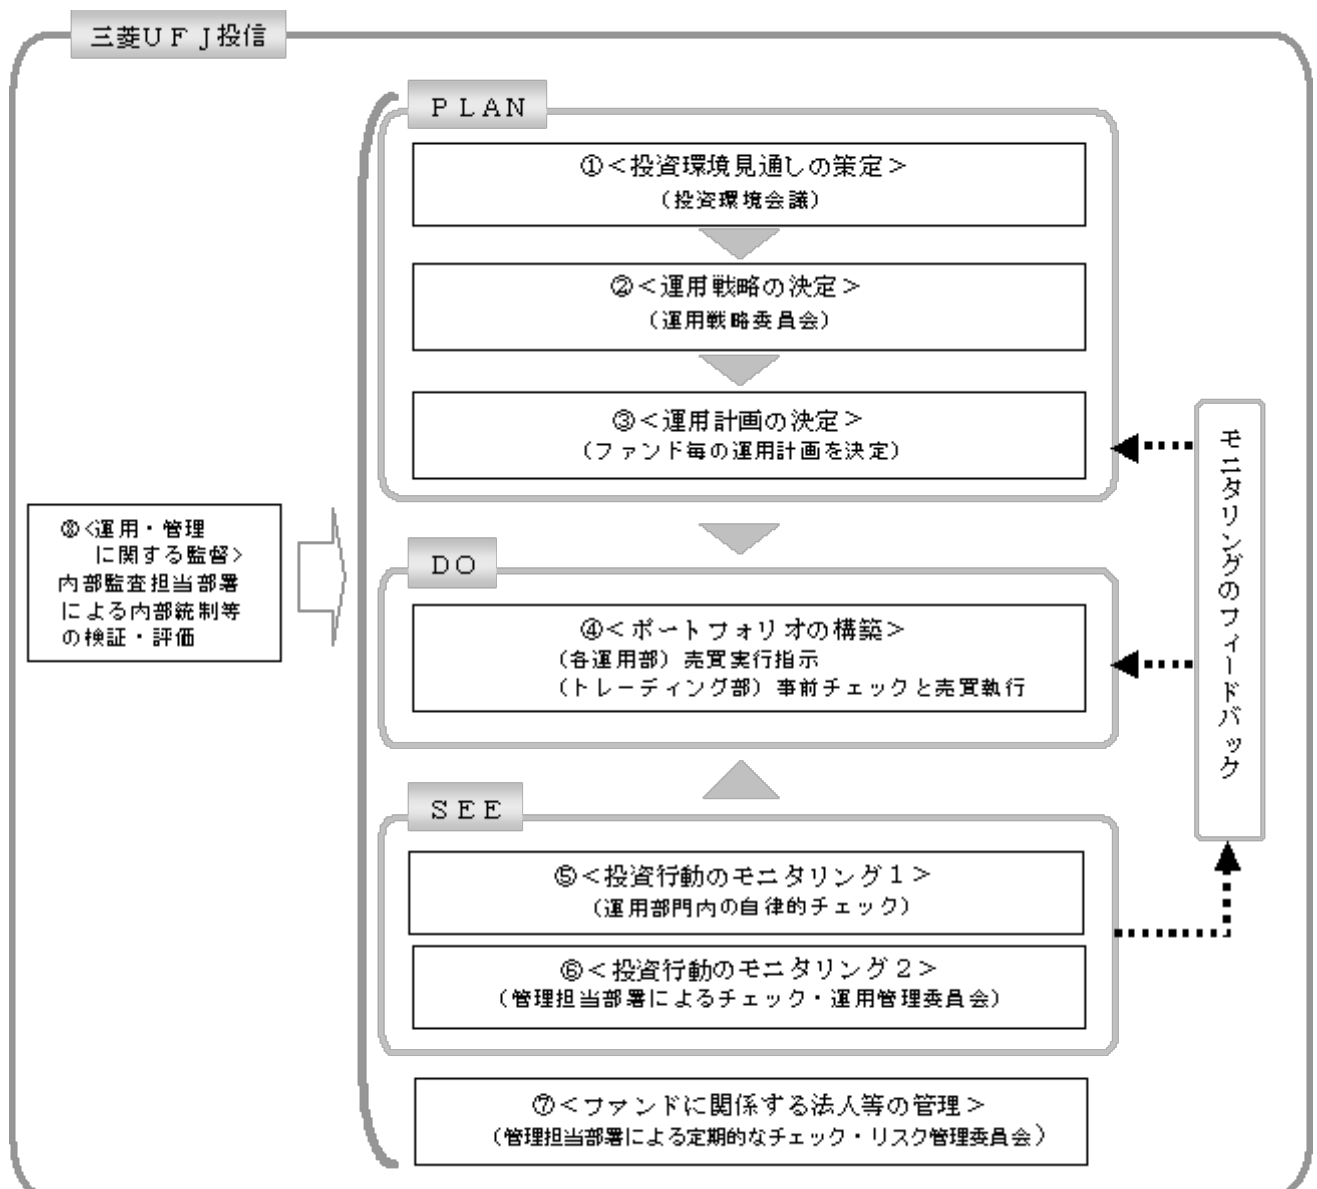 三菱ＵＦＪ投信
ＰＬＡＮ
①＜投資環境見通しの策定＞
（投資環境会議）
②＜運用戦略の決定＞
（運用戦略委員会）
③＜運用計画の決定＞
（ファンド毎の運用計画を決定）
モニタリングのフィードバック
⑧＜運用・管理
に関する監督＞
内部監査担当部署
による内部統制等
の検証・評価
ＤＯ
④＜ポートフォリオの構築＞
（各運用部）売買実行指示
（トレーディング部）事前チェックと売買執行
ＳＥＥ
⑤＜投資行動のモニタリング１＞
（運用部門内の自律的チェック）
⑥＜投資行動のモニタリング２＞
（管理担当部署によるチェック・運用管理委員会）
⑦＜ファンドに関係する法人等の管理＞
（管理担当部署による定期的なチェック・リスク管理委員会）